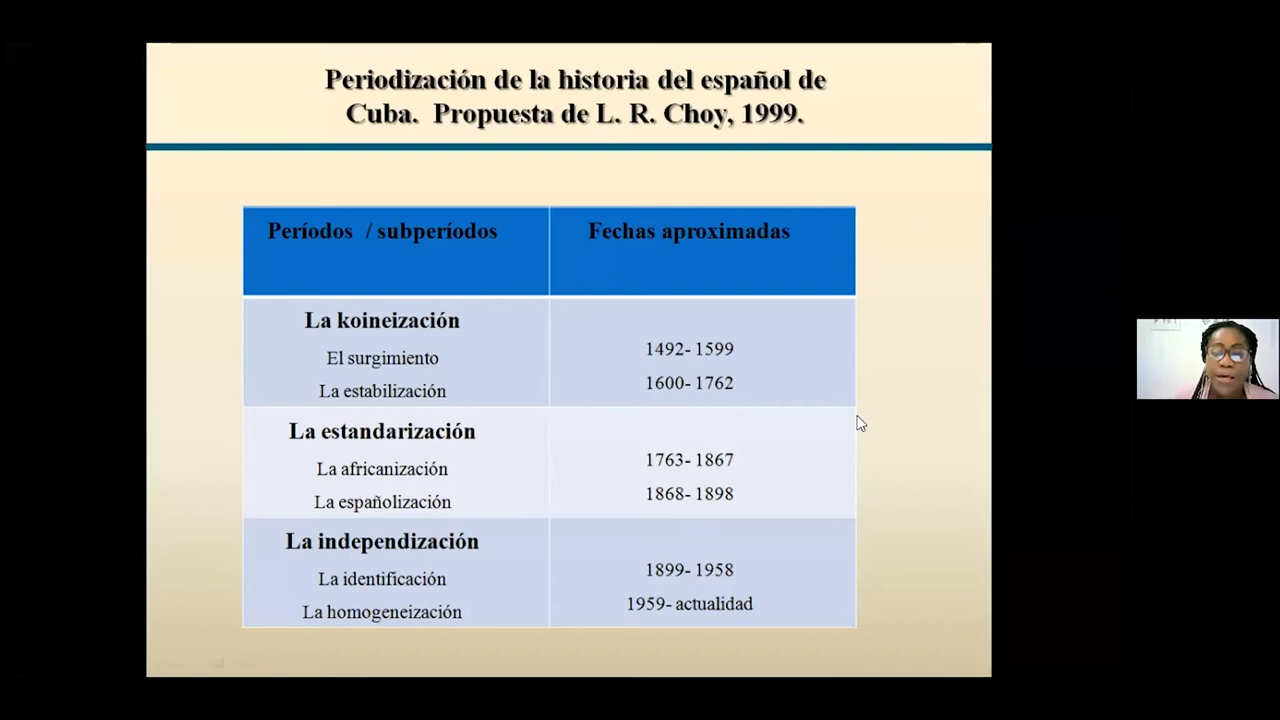 Periodización de la historia del español de
Cuba. Propuesta de L. R. Choy, 1999.
Períodos / subperíodos
Fechas aproximadas
La koineización
El surgimiento
1492- 1599
La estabilización
1600- 1762
La estandarización
La africanización
1763- 1867
La españolización
1868- 1898
La independización
La identificación
1899- 1958
La homogeneización
1959- actualidad